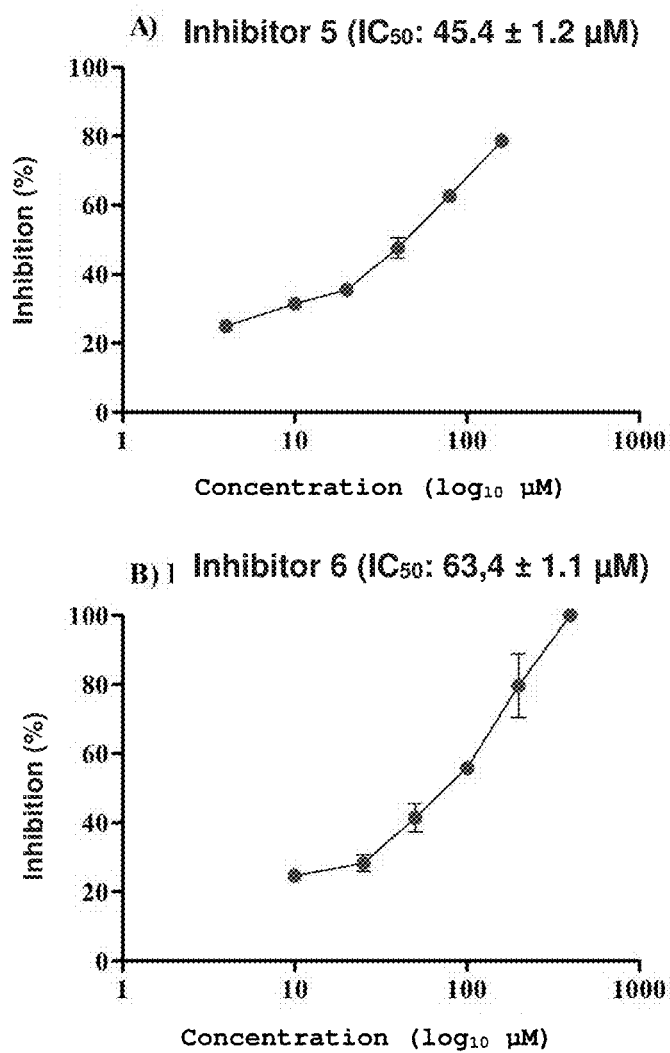 A) Inhibitor 5 (IC₅₀: 45.4 ± 1.2 µM)
100
80
60
40
20
0
Inhibition (%)
1 10 100 1000
Concentration (log₁₀ µM)
B) I Inhibitor 6 (IC₅₀: 63,4 ± 1.1 µM)
100
80
60
40
20
0
Inhibition (%)
1 10 100 1000
Concentration (log₁₀ µM)